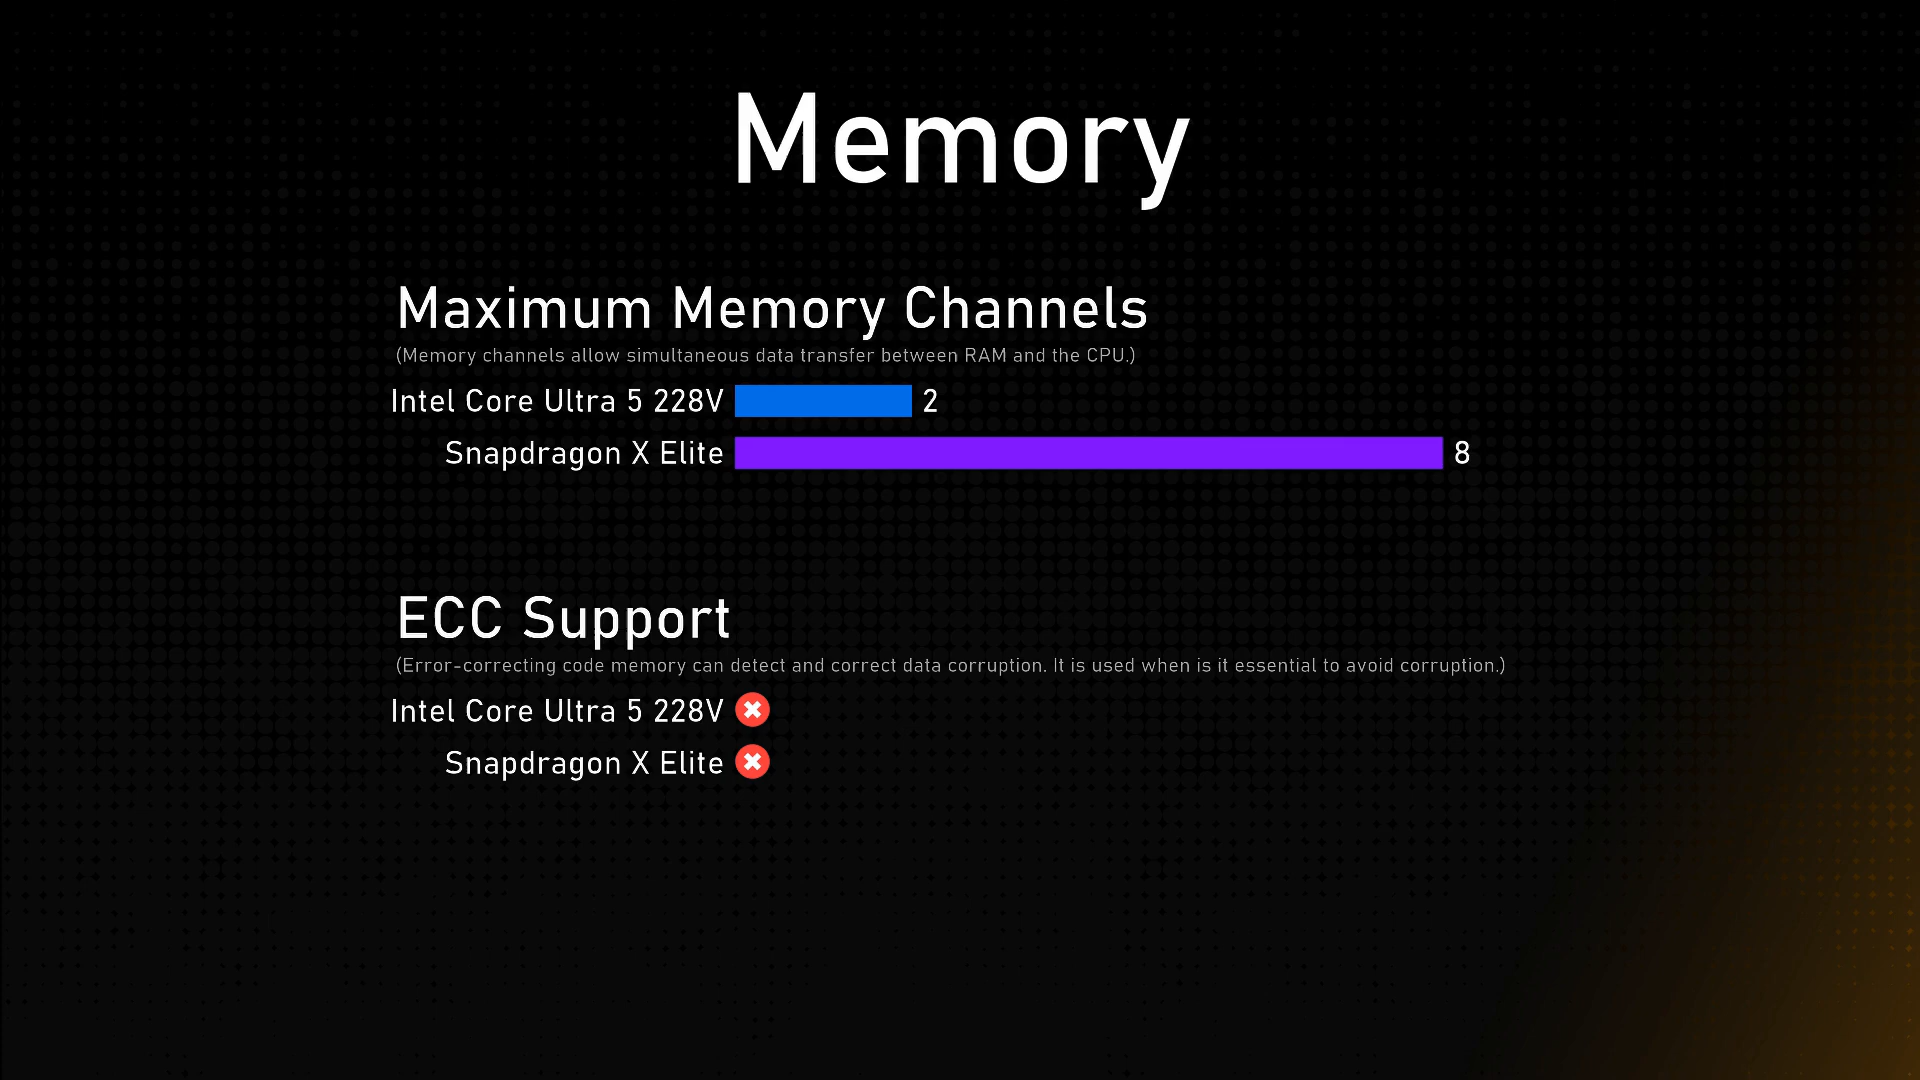 Memory
Maximum Memory Channels
(Memory channels allow simultaneous data transfer between RAM and the CPU.)
Intel Core Ultra 5 228V 2
Snapdragon X Elite 8
ECC Support
(Error-correcting code memory can detect and correct data corruption. It is used when is it essential to avoid corruption.)
Intel Core Ultra 5 228V
Snapdragon X Elite